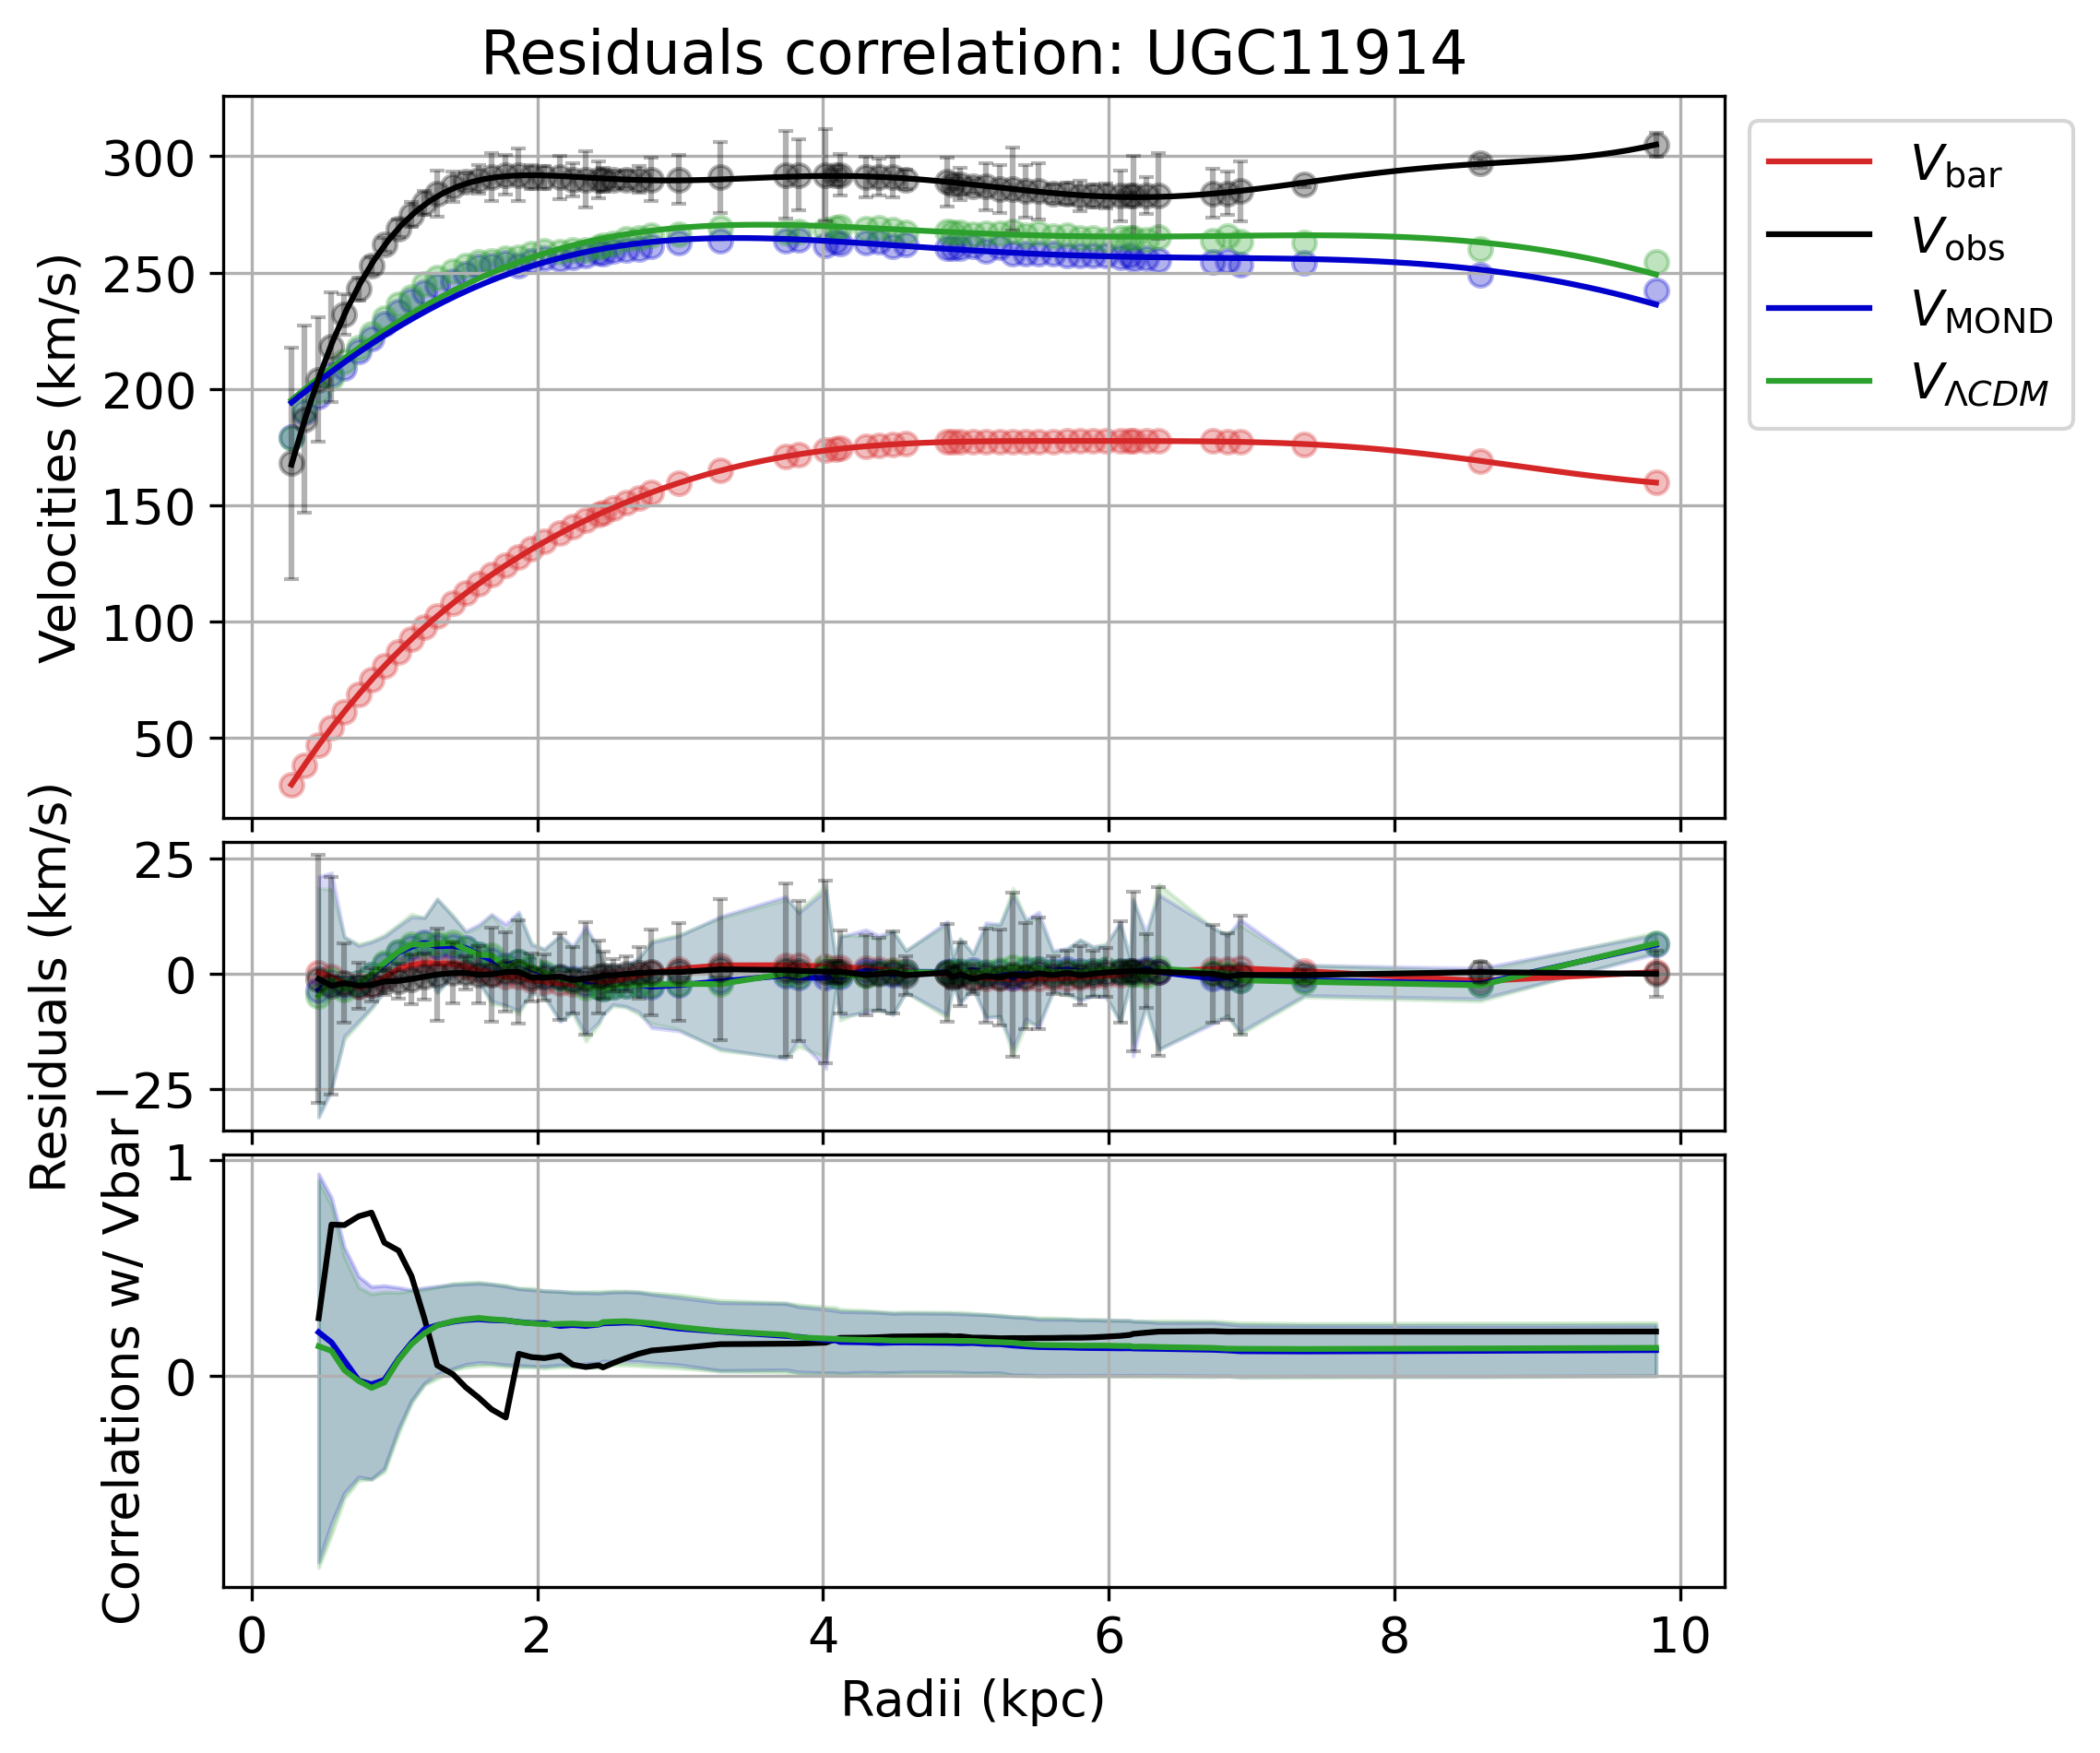 Residuals correlation: UGC11914
Velocities (km/s)
300
250
200
150
100
50
V_bar
V_obs
V_MOND
V_ΛCDM
Residuals (km/s)
25
0
−25
Correlations w/ Vbar
1
0
0 2 4 6 8 10
Radii (kpc)